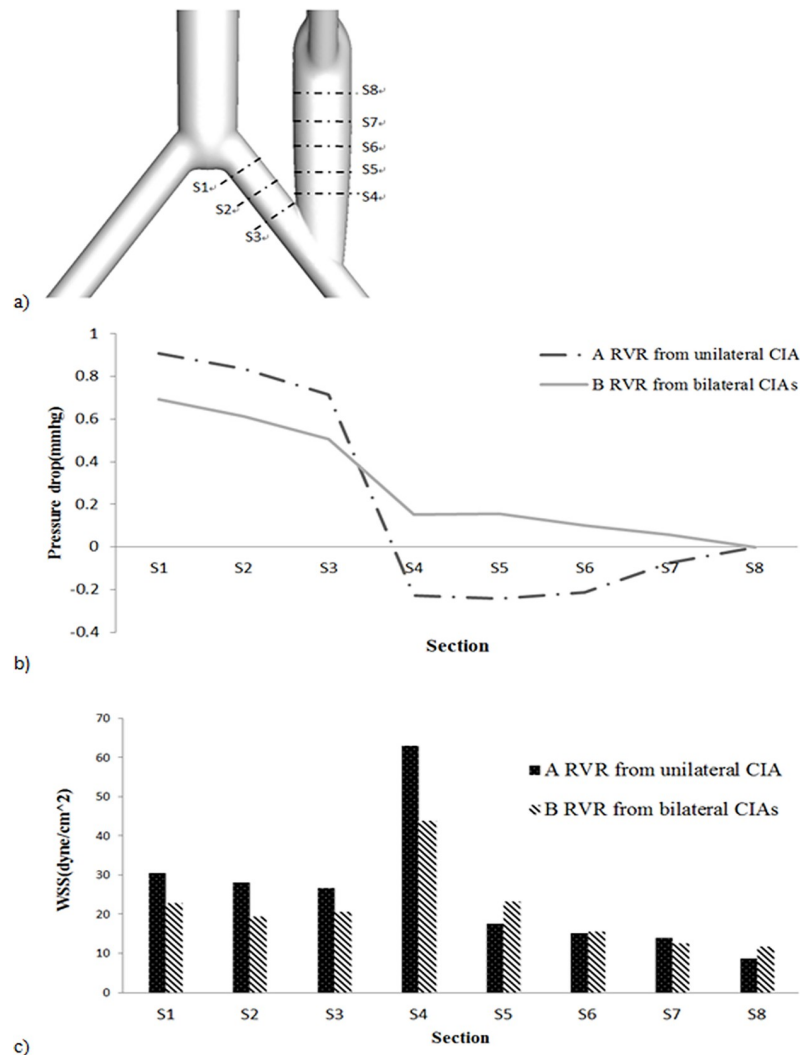 S8
S7
S6
S5
S4
S1
S2
S3
a)
1
0.8
0.6
0.4
0.2
0
-0.2
-0.4
Pressure drop(mmhg)
A RVR from unilateral CIA
B RVR from bilateral CIAs
S1 S2 S3 S4 S5 S6 S7 S8
Section
b)
70
60
50
40
30
20
10
0
WSS(dyne/cm^2)
A RVR from unilateral CIA
B RVR from bilateral CIAs
S1 S2 S3 S4 S5 S6 S7 S8
Section
c)